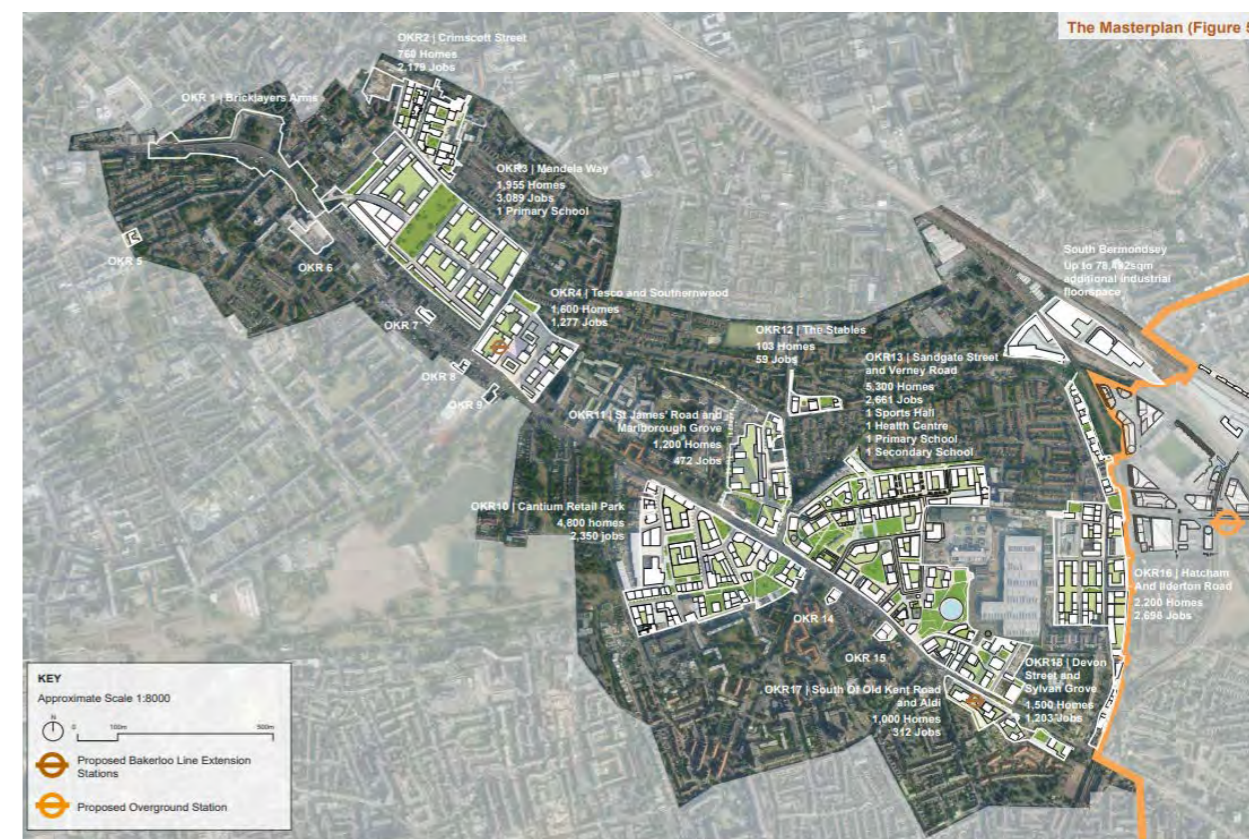 The Masterplan (Figure 5
OKR2 | Crimscott Street
760 Homes
2,179 Jobs
OKR 1 | Bricklayers Arms
OKR3 | Mandela Way
1,955 Homes
3,089 Jobs
1 Primary School
OKR 5
OKR 6
South Bermondsey
Up to 78,492sqm
additional industrial
floorspace
OKR4 | Tesco and Southernwood
1,600 Homes
1,277 Jobs
OKR 7
OKR 8
OKR 9
OKR12 | The Stables
103 Homes
59 Jobs
OKR13 | Sandgate Street
and Verney Road
5,300 Homes
2,661 Jobs
1 Sports Hall
1 Health Centre
1 Primary School
1 Secondary School
OKR11 | St James' Road and
Marlborough Grove
1,200 Homes
472 Jobs
OKR10 | Cantium Retail Park
4,800 homes
2,350 jobs
OKR16 | Hatcham
And Ilderton Road
2,200 Homes
2,698 Jobs
OKR 14
OKR 15
OKR18 | Devon
Street and
Sylvan Grove
1,500 Homes
1,203 Jobs
OKR17 | South Of Old Kent Road
and Aldi
1,000 Homes
312 Jobs
KEY
Approximate Scale 1:8000
N
0 100m 500m
Proposed Bakerloo Line Extension
Stations
Proposed Overground Station